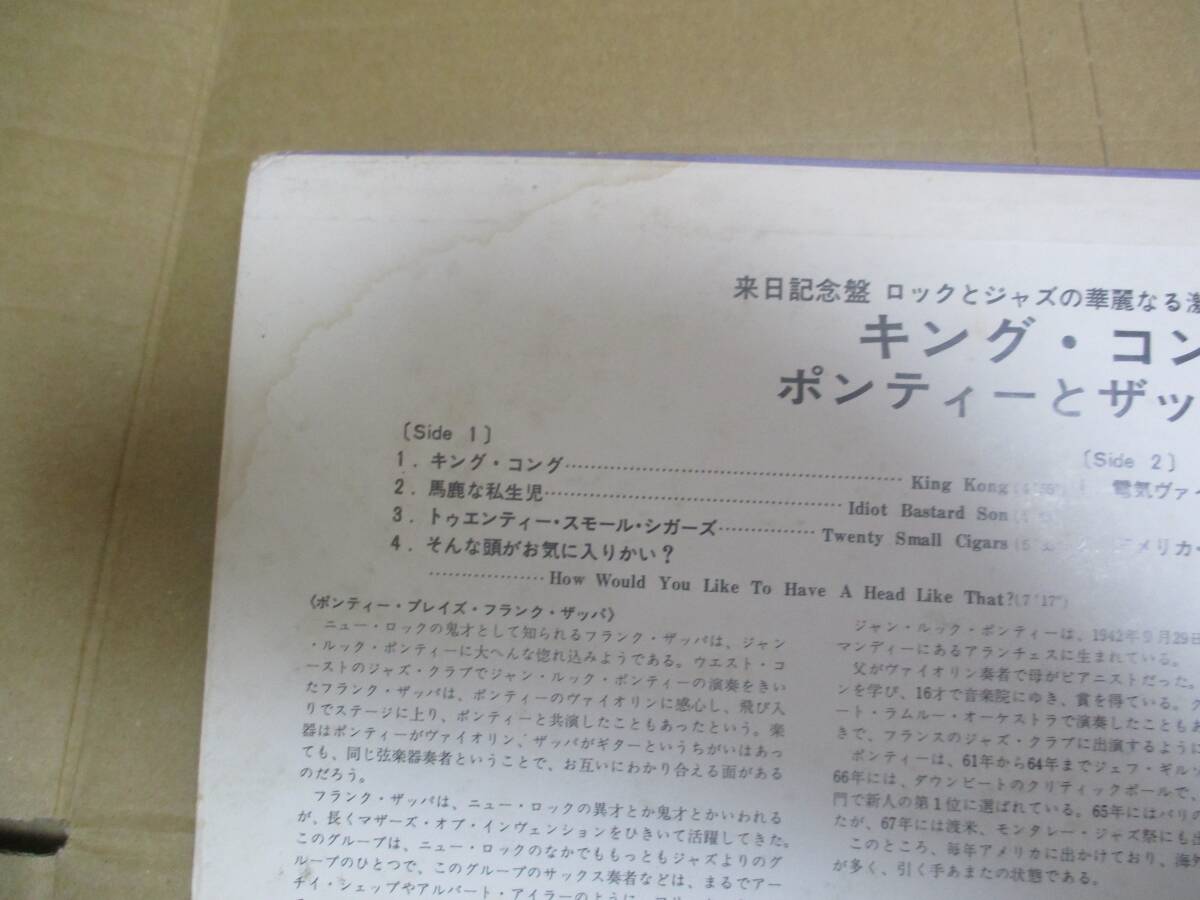 来日記念盤 ロックとジャズの華麗なる激
キング・コン
ポンティーとザッ
〔Side 1〕
1．キング・コング…………………………………King Kong
2．馬鹿な私生児…………………………………Idiot Bastard Son
3．トゥエンティー・スモール・シガーズ……………Twenty Small Cigars
4．そんな頭がお気に入りかい？
………………How Would You Like To Have A Head Like That?(7'17")
〔Side 2〕
電気ヴァイ
メリカ・
《ポンティー・プレイズ・フランク・ザッパ》
ニュー・ロックの鬼才として知られるフランク・ザッパは、ジャン
・ルック・ポンティーに大へんな惚れ込みようである。ウエスト・コ
ーストのジャズ・クラブでジャン・ルック・ポンティーの演奏をきい
たフランク・ザッパは、ポンティーのヴァイオリンに感心し、飛び入
りでステージに上り、ポンティーと共演したこともあったという。楽
器はポンティーがヴァイオリン、ザッパがギターというちがいはあっ
ても、同じ弦楽器奏者ということで、お互いにわかり合える面がある
のだろう。
フランク・ザッパは、ニュー・ロックの異才とか鬼才とかいわれる
が、長くマザーズ・オブ・インヴェンションをひきいて活躍してきた。
このグループは、ニュー・ロックのなかでももっともジャズよりのグ
ループのひとつで、このグループのサックス奏者などは、まるでアー
チイ・シェップやアルバート・アイラーのように、
ジャン・ルック・ポンティーは、1942年9月29日
マンディーにあるアランチェスに生まれている。
父がヴァイオリン奏者で母がピアニストだった。
ンを学び、16才で音楽院にゆき、賞を得ている。ク
ート・ラムルー・オーケストラで演奏したこともあ
きで、フランスのジャズ・クラブに出演するように
ポンティーは、61年から64年までジェフ・ギルソ
66年には、ダウンビートのクリティックポールで、
門で新人の第1位に選ばれている。65年にはパリの
たが、67年には渡米、モンタレー・ジャズ祭にも出
このところ、毎年アメリカに出かけており、海外
が多く、引く手あまたの状態である。